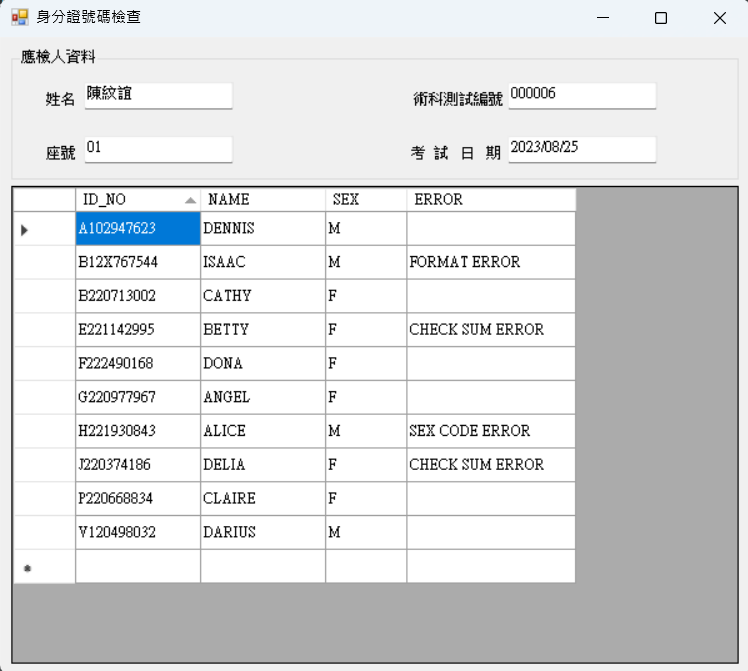 身分證號碼檢查
應檢人資料
姓名 陳紋誼 術科測試編號 000006
座號 01 考 試 日 期 2023/08/25
ID_NO NAME SEX ERROR
A102947623 DENNIS M
B12X767544 ISAAC M FORMAT ERROR
B220713002 CATHY F
E221142995 BETTY F CHECK SUM ERROR
F222490168 DONA F
G220977967 ANGEL F
H221930843 ALICE M SEX CODE ERROR
J220374186 DELIA F CHECK SUM ERROR
P220668834 CLAIRE F
V120498032 DARIUS M